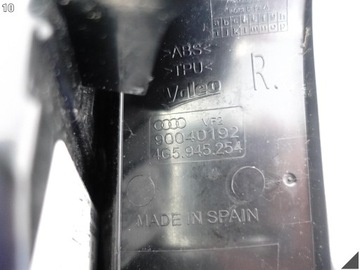 10
>ABS<
>TPU<
Valeo
R.
90040192
4G5.945.254
MADE IN SPAIN